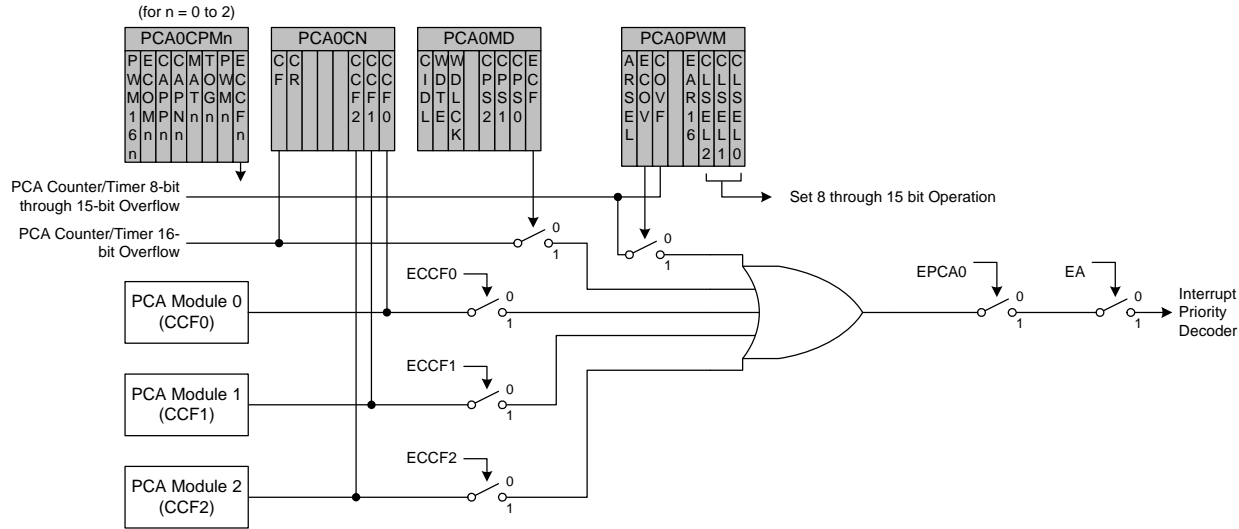 (for n = 0 to 2)
PCA0CPMn PCA0CN PCA0MD PCA0PWM
PWM16n ECOMn CAPPn CAPNn MATn TOGn PWMn ECCFn
CF CR CCF2 CCF1 CCF0
CIDL WDTE WDLCK CPS2 CPS1 CPS0 ECF
ARSEL ECOV COVF EAR16 CLSEL2 CLSEL1 CLSEL0
PCA Counter/Timer 8-bit
through 15-bit Overflow
Set 8 through 15 bit Operation
PCA Counter/Timer 16-
bit Overflow
0
1
0
1
PCA Module 0
(CCF0)
ECCF0
0
1
EPCA0
0
1
EA
0
1
Interrupt
Priority
Decoder
PCA Module 1
(CCF1)
ECCF1
0
1
PCA Module 2
(CCF2)
ECCF2
0
1